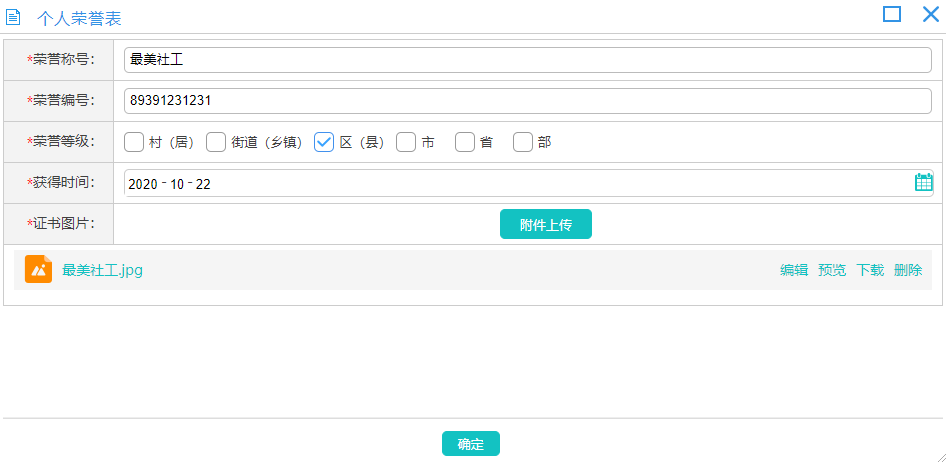 个人荣誉表
*荣誉称号： 最美社工
*荣誉编号： 89391231231
*荣誉等级： 村（居） 街道（乡镇） 区（县） 市 省 部
*获得时间： 2020-10-22
*证书图片： 附件上传
最美社工.jpg 编辑 预览 下载 删除
确定